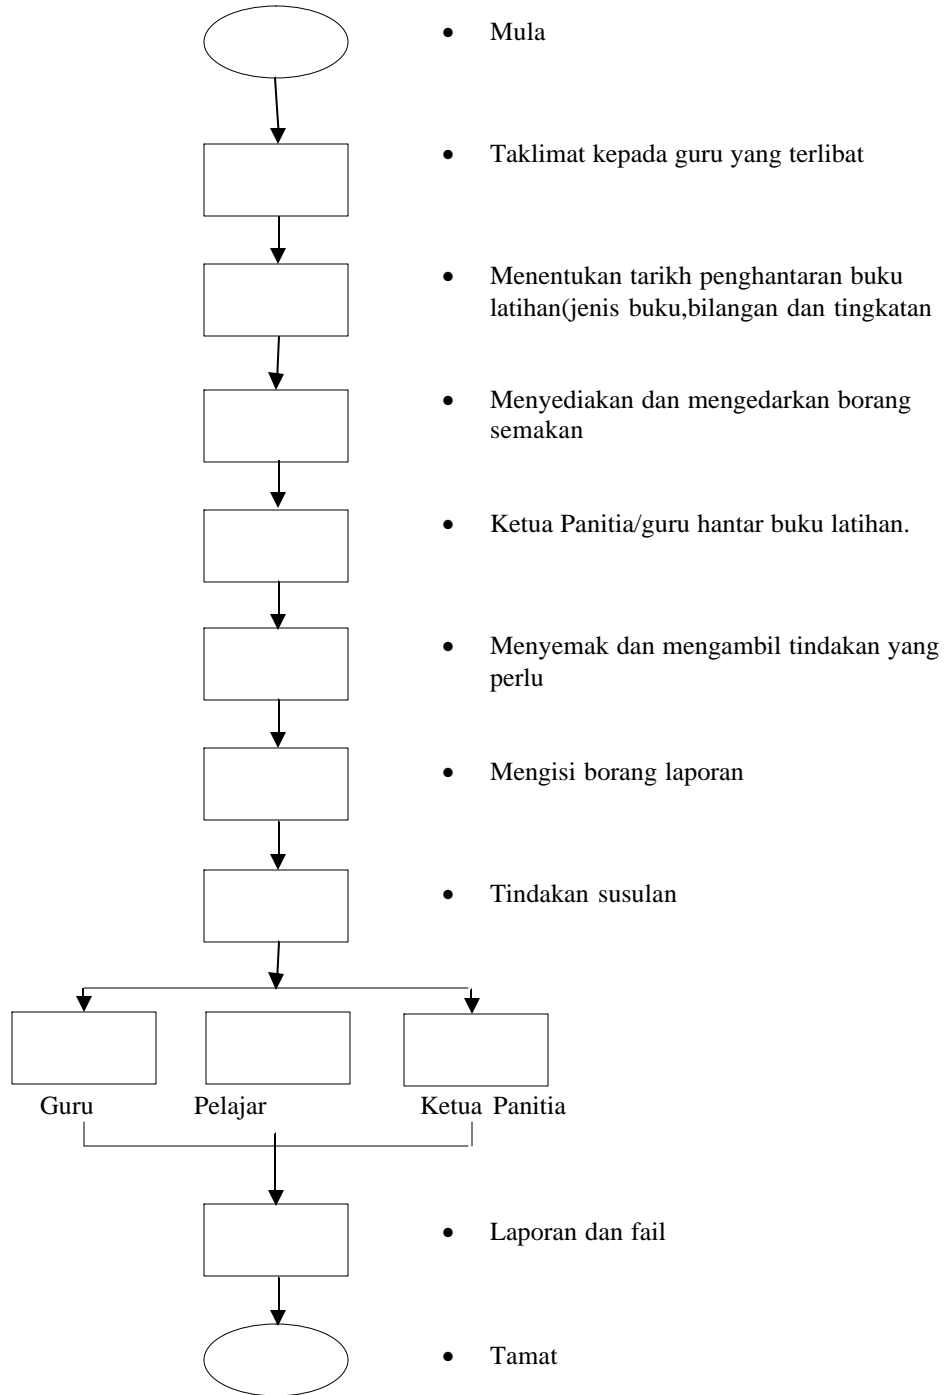 • Mula
• Taklimat kepada guru yang terlibat
• Menentukan tarikh penghantaran buku
latihan(jenis buku,bilangan dan tingkatan
• Menyediakan dan mengedarkan borang
semakan
• Ketua Panitia/guru hantar buku latihan.
• Menyemak dan mengambil tindakan yang
perlu
• Mengisi borang laporan
• Tindakan susulan
Guru Pelajar Ketua Panitia
• Laporan dan fail
• Tamat